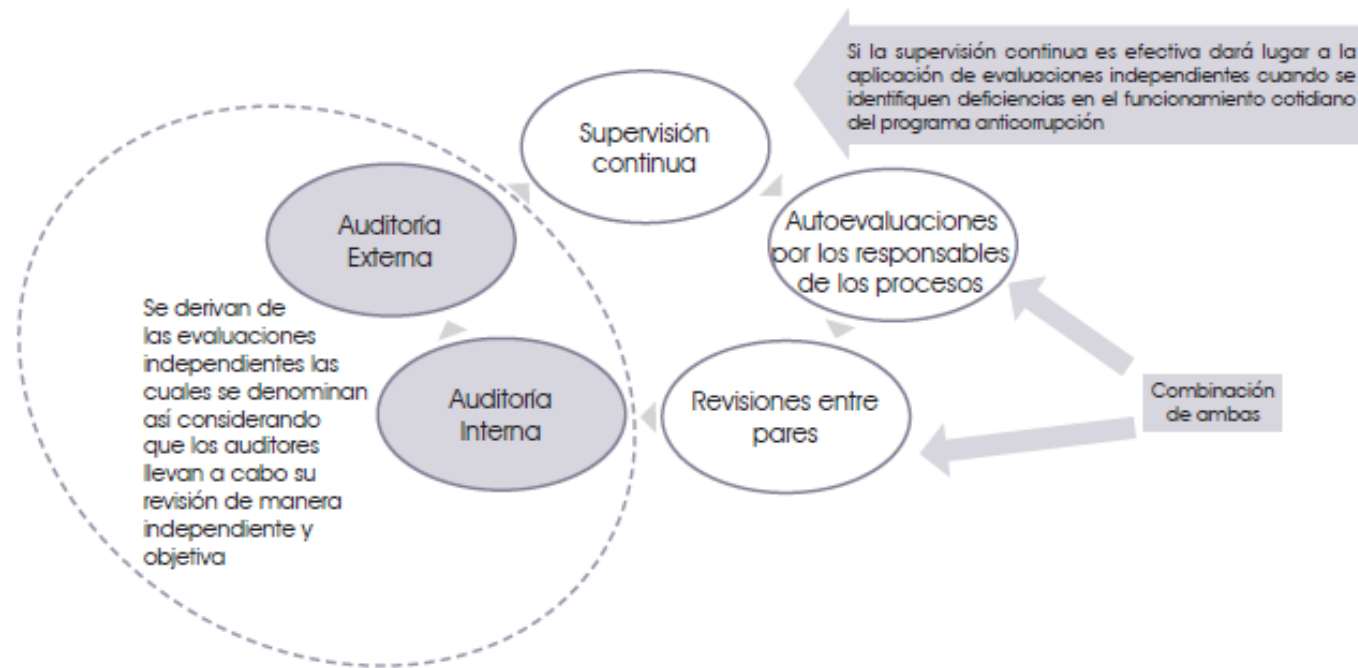 Si la supervisión continua es efectiva dará lugar a la
aplicación de evaluaciones independientes cuando se
identifiquen deficiencias en el funcionamiento cotidiano
del programa anticorrupción
Supervisión
continua
Auditoría
Externa
Autoevaluaciones
por los responsables
de los procesos
Se derivan de
las evaluaciones
independientes las
cuales se denominan
así considerando
que los auditores
llevan a cabo su
revisión de manera
independiente y
objetiva
Auditoría
Interna
Revisiones entre
pares
Combinación
de ambas